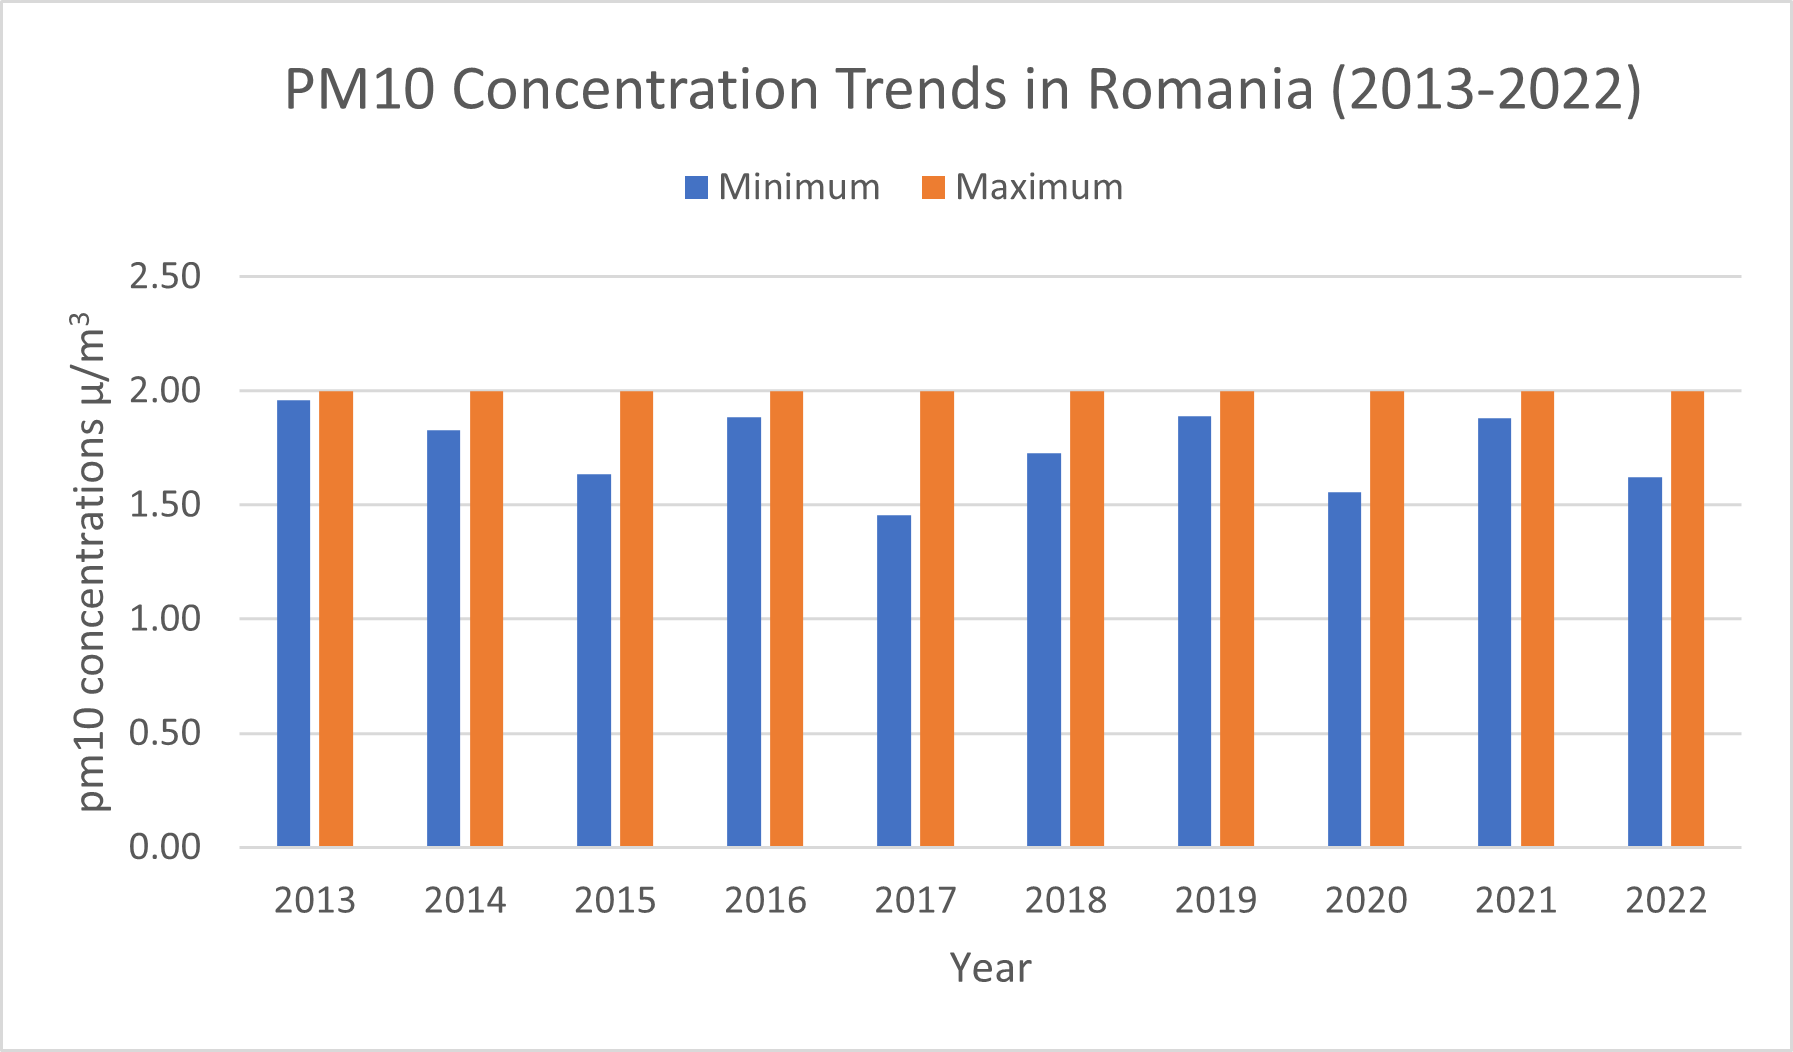 PM10 Concentration Trends in Romania (2013-2022)
Minimum Maximum
2.50
2.00
1.50
1.00
0.50
0.00
pm10 concentrations µ/m³
2013 2014 2015 2016 2017 2018 2019 2020 2021 2022
Year